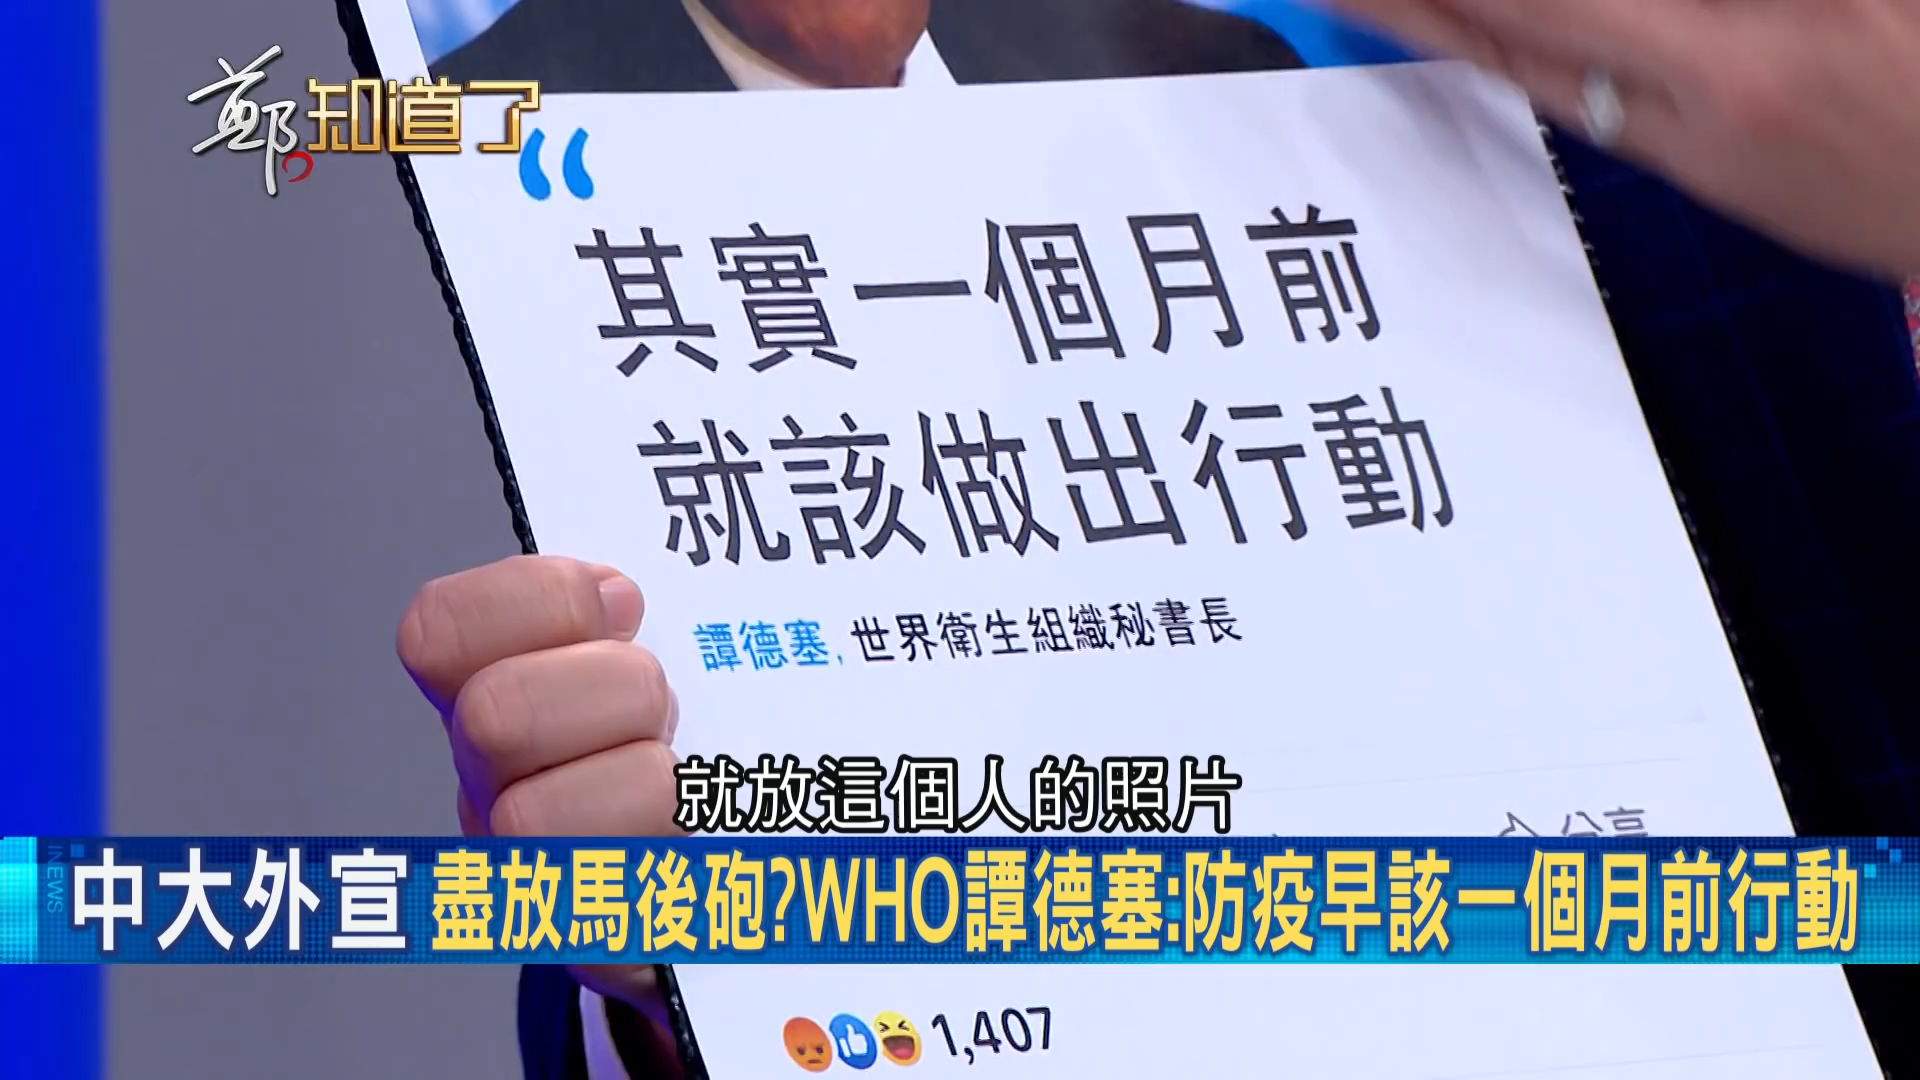 鄭知道了
“
其實一個月前
就該做出行動
譚德塞, 世界衛生組織秘書長
就放這個人的照片
分享
iNEWS
中大外宣 盡放馬後砲?WHO譚德塞:防疫早該一個月前行動
1,407